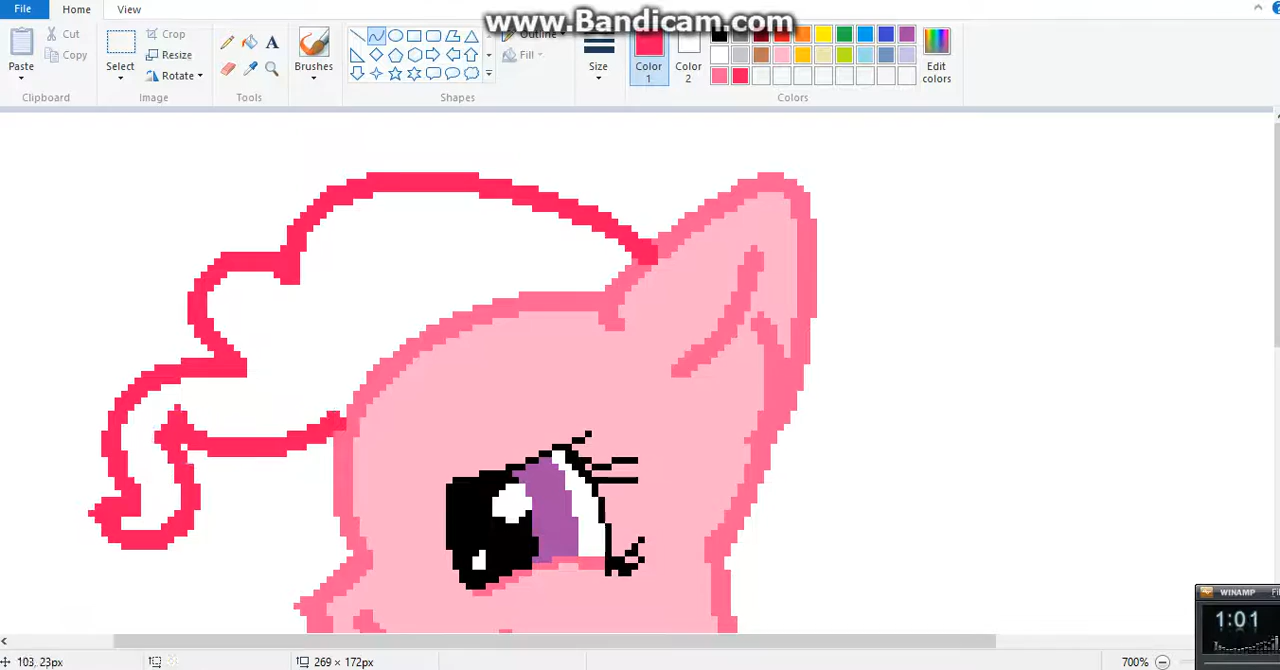 www.Bandicam.com
File Home View
Cut
Copy
Paste
Clipboard
Crop
Resize
Rotate
Select
Image
Tools
Brushes
Outline
Fill
Shapes
Size
Color 1
Color 2
Edit colors
Colors
WINAMP
1:01
103, 23px
269 × 172px
700%